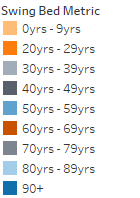 Swing Bed Metric
0yrs - 9yrs
20yrs - 29yrs
30yrs - 39yrs
40yrs - 49yrs
50yrs - 59yrs
60yrs - 69yrs
70yrs - 79yrs
80yrs - 89yrs
90+